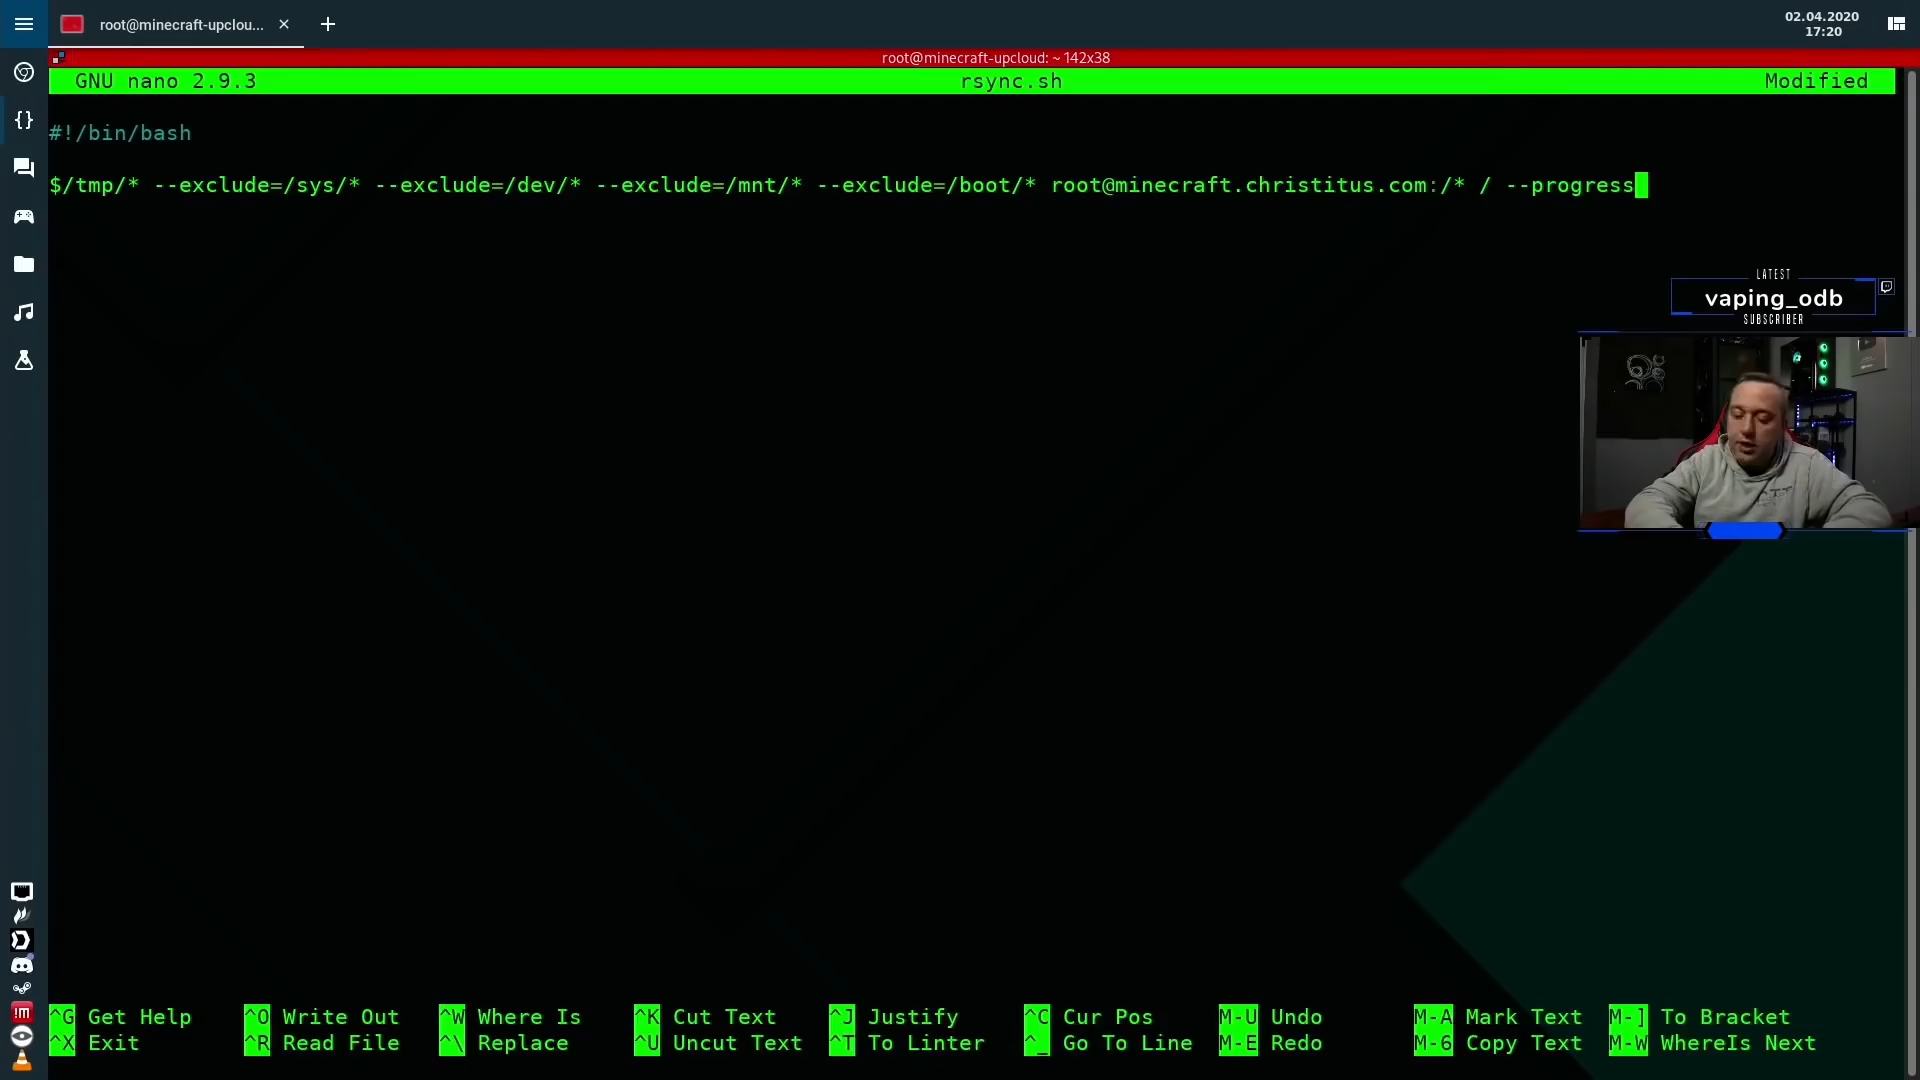 root@minecraft-upclou...
02.04.2020
17:20
root@minecraft-upcloud: ~ 142x38
GNU nano 2.9.3 rsync.sh Modified
#!/bin/bash
$/tmp/* --exclude=/sys/* --exclude=/dev/* --exclude=/mnt/* --exclude=/boot/* root@minecraft.christitus.com:/* / --progress
LATEST
vaping_odb
SUBSCRIBER
^G Get Help ^O Write Out ^W Where Is ^K Cut Text ^J Justify ^C Cur Pos M-U Undo M-A Mark Text M-] To Bracket
^X Exit ^R Read File ^\ Replace ^U Uncut Text ^T To Linter ^_ Go To Line M-E Redo M-6 Copy Text M-W WhereIs Next